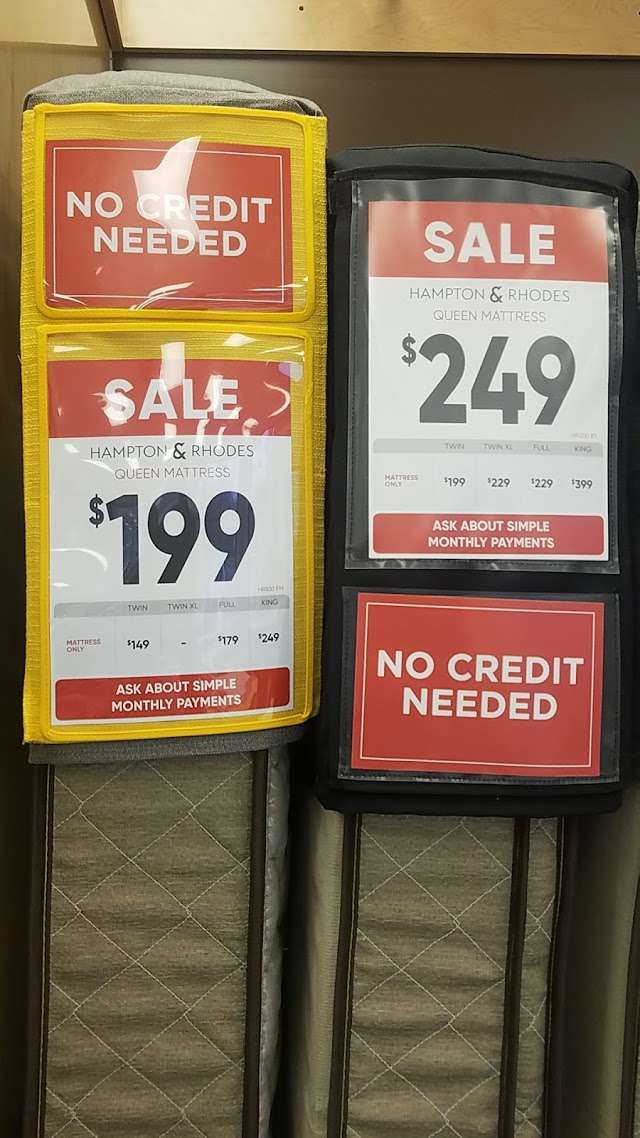 NO CREDIT
NEEDED
SALE
HAMPTON & RHODES
QUEEN MATTRESS
$199
TWIN TWIN XL FULL KING
MATTRESS
ONLY
$149 - $179 $249
ASK ABOUT SIMPLE
MONTHLY PAYMENTS
SALE
HAMPTON & RHODES
QUEEN MATTRESS
$249
TWIN TWIN XL FULL KING
MATTRESS
ONLY
$199 $229 $229 $399
ASK ABOUT SIMPLE
MONTHLY PAYMENTS
NO CREDIT
NEEDED